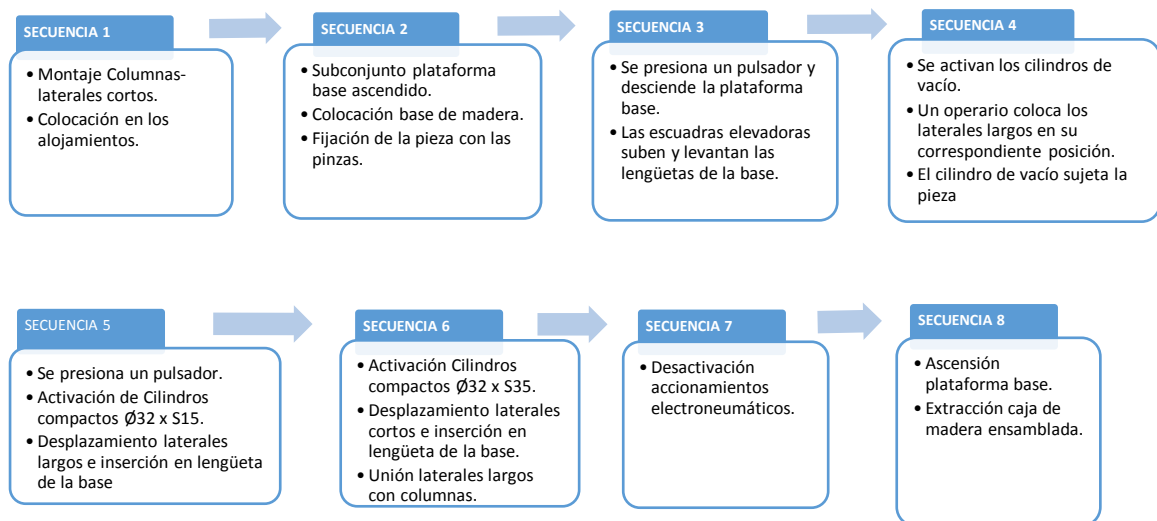 SECUENCIA 1
• Montaje Columnas-
laterales cortos.
• Colocación en los
alojamientos.
SECUENCIA 2
• Subconjunto plataforma
base ascendido.
• Colocación base de madera.
• Fijación de la pieza con las
pinzas.
SECUENCIA 3
• Se presiona un pulsador y
desciende la plataforma
base.
• Las escuadras elevadoras
suben y levantan las
lengüetas de la base.
SECUENCIA 4
• Se activan los cilindros de
vacío.
• Un operario coloca los
laterales largos en su
correspondiente posición.
• El cilindro de vacío sujeta la
pieza
SECUENCIA 5
• Se presiona un pulsador.
• Activación de Cilindros
compactos Ø32 x S15.
• Desplazamiento laterales
largos e inserción en lengüeta
de la base
SECUENCIA 6
• Activación Cilindros
compactos Ø32 x S35.
• Desplazamiento laterales
cortos e inserción en
lengüeta de la base.
• Unión laterales largos
con columnas.
SECUENCIA 7
• Desactivación
accionamientos
electroneumáticos.
SECUENCIA 8
• Ascensión
plataforma base.
• Extracción caja de
madera ensamblada.